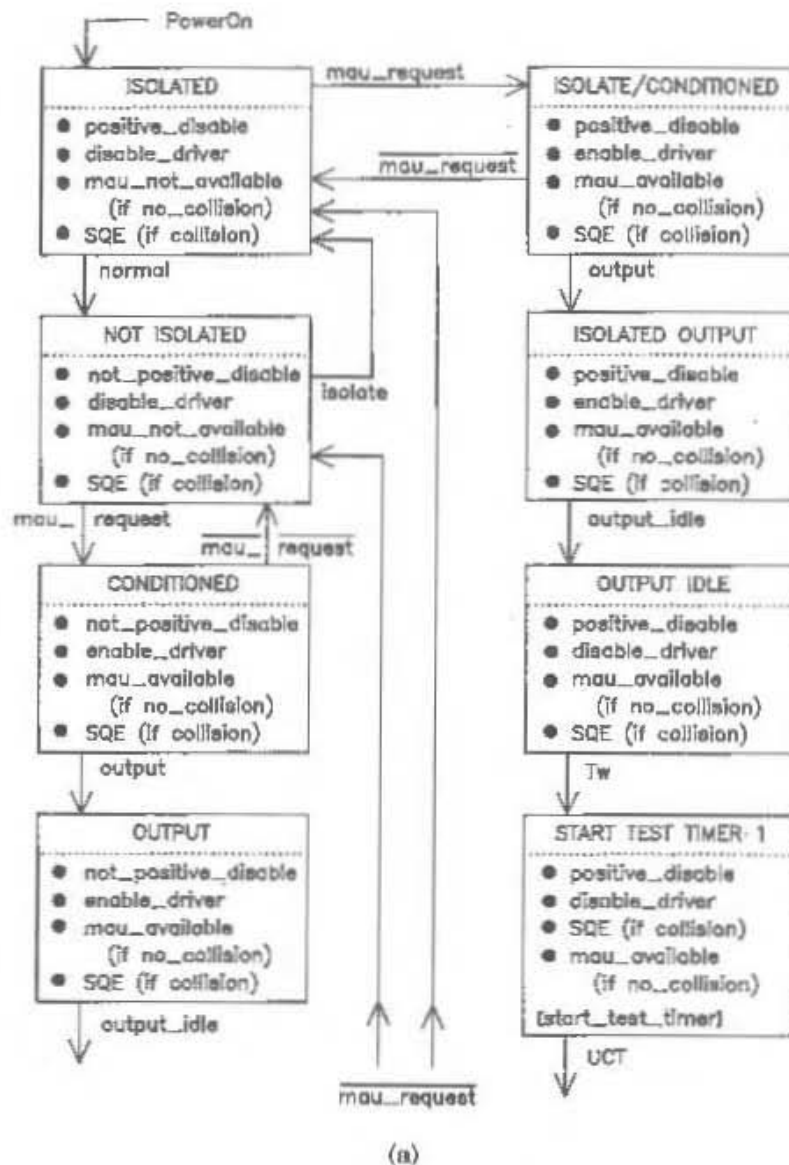 PowerOn
ISOLATED
● positive_disable
● disable_driver
● mau_not_available
(if no_collision)
● SQE (if collision)
mau_request
mau_request
ISOLATE/CONDITIONED
● positive_disable
● enable_driver
● mau_available
(if no_collision)
● SQE (if collision)
normal
output
NOT ISOLATED
● not_positive_disable
● disable_driver
● mau_not_available
(if no_collision)
● SQE (if collision)
isolate
ISOLATED OUTPUT
● positive_disable
● enable_driver
● mau_available
(if no_collision)
● SQE (if collision)
mau_request
mau_request
output_idle
CONDITIONED
● not_positive_disable
● enable_driver
● mau_available
(if no_collision)
● SQE (if collision)
OUTPUT IDLE
● positive_disable
● disable_driver
● mau_available
(if no_collision)
● SQE (if collision)
output
Tw
OUTPUT
● not_positive_disable
● enable_driver
● mau_available
(if no_collision)
● SQE (if collision)
START TEST TIMER 1
● positive_disable
● disable_driver
● SQE (if collision)
● mau_available
(if no_collision)
[start_test_timer]
output_idle
UCT
mau_request
(a)